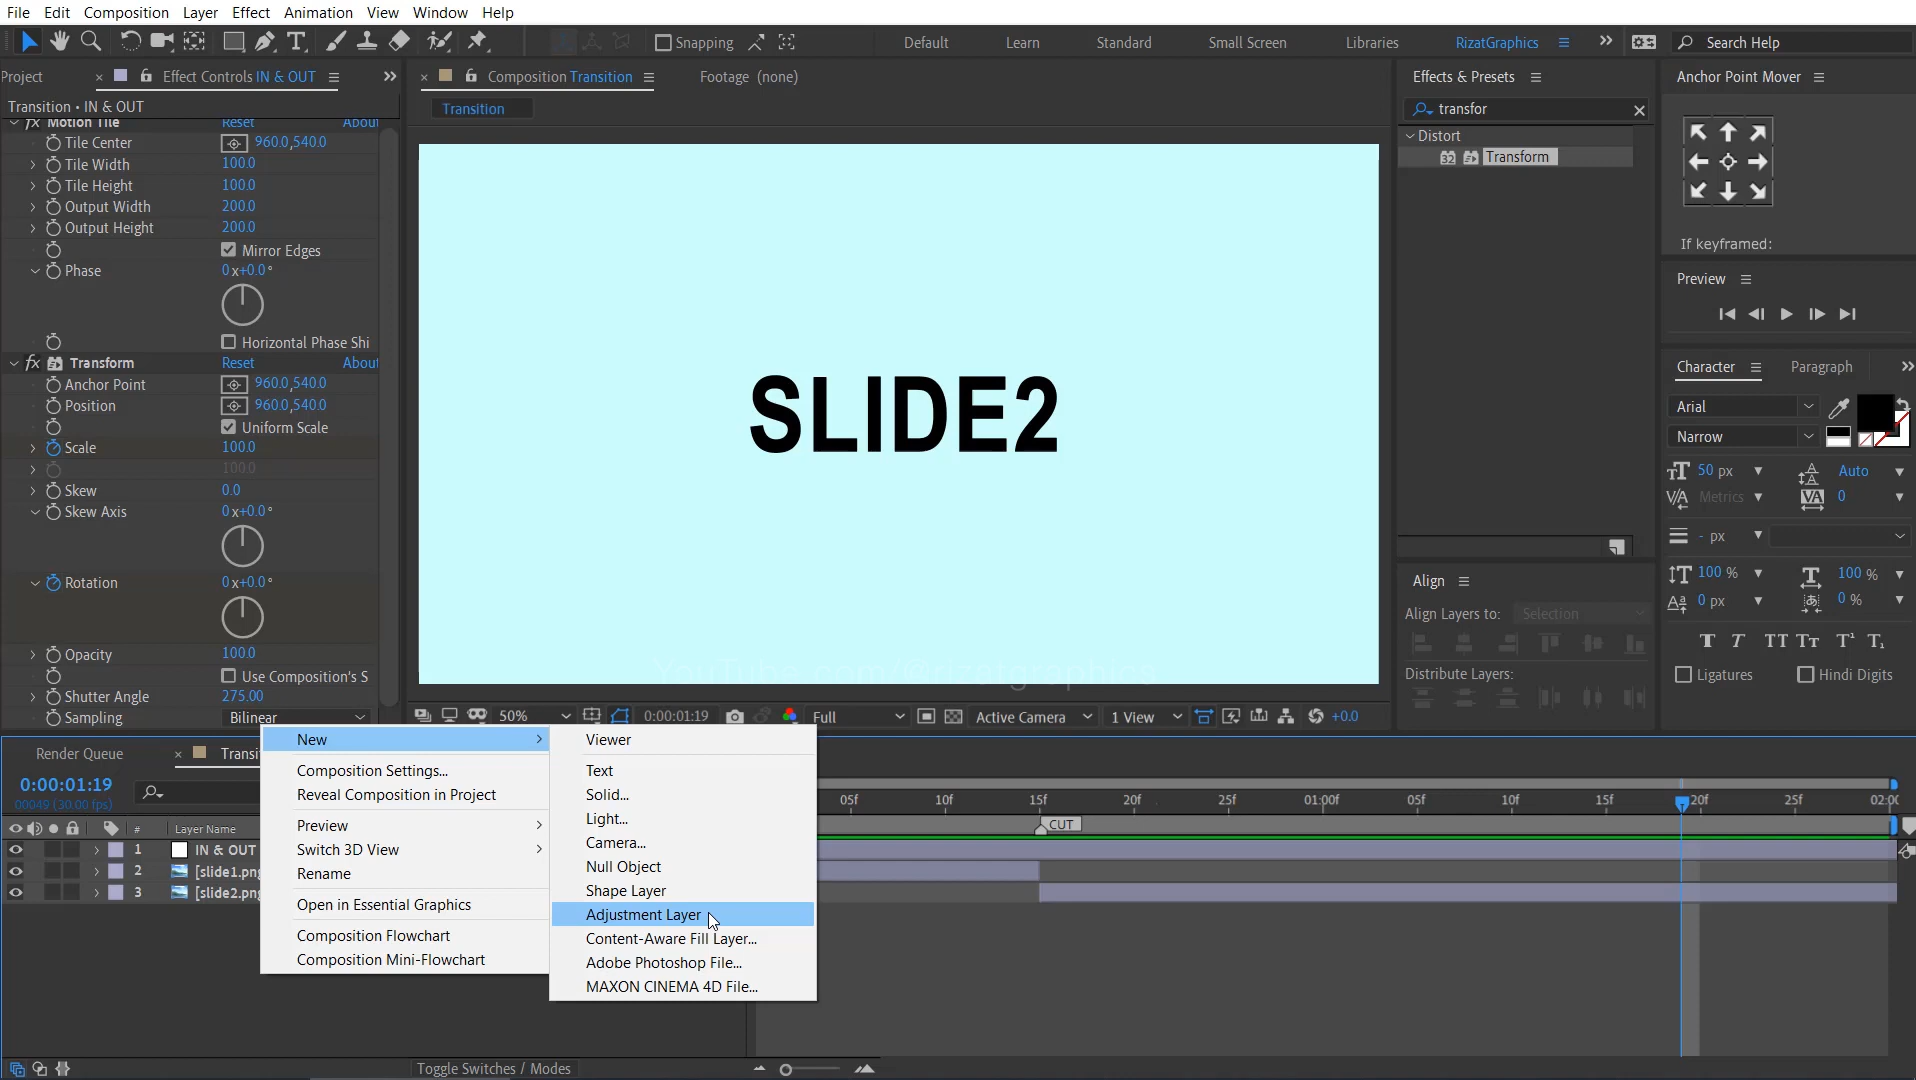 File Edit Composition Layer Effect Animation View Window Help
Snapping Default Learn Standard Small Screen Libraries RizatGraphics Search Help
Project Effect Controls IN & OUT Composition Transition Footage (none) Effects & Presets Anchor Point Mover
Transition • IN & OUT Transition transfor
Motion Tile Reset About
Tile Center 960.0,540.0 Distort
Tile Width 100.0 32 Transform
Tile Height 100.0
Output Width 200.0
Output Height 200.0
Mirror Edges If keyframed:
Phase 0x+0.0° Preview
Horizontal Phase Shi
Transform Reset About Character Paragraph
Anchor Point 960.0,540.0
Position 960.0,540.0 Arial
Uniform Scale Narrow
SLIDE2
Scale 100.0
100.0 50 px Auto
Skew 0.0 Metrics 0
Skew Axis 0x+0.0°
- px
Rotation 0x+0.0° Align 100 % 100 %
Align Layers to: Selection 0 px 0 %
Opacity 100.0
Use Composition's S Distribute Layers: Ligatures Hindi Digits
YouTube.com/@rizatgraphics
Shutter Angle 275.00
Sampling Bilinear 50% 0:00:01:19 Full Active Camera 1 View +0.0
Render Queue Transiti
0:00:01:19
00049 (30.00 fps)
# Layer Name
1 IN & OUT
2 [slide1.png
3 [slide2.png
New
Composition Settings...
Reveal Composition in Project
Preview
Switch 3D View
Rename
Open in Essential Graphics
Composition Flowchart
Composition Mini-Flowchart
Viewer
Text
Solid...
Light...
Camera...
Null Object
Shape Layer
Adjustment Layer
Content-Aware Fill Layer...
Adobe Photoshop File...
MAXON CINEMA 4D File...
05f 10f 15f 20f 25f 01:00f 05f 10f 15f 20f 25f 02:00
CUT
Toggle Switches / Modes